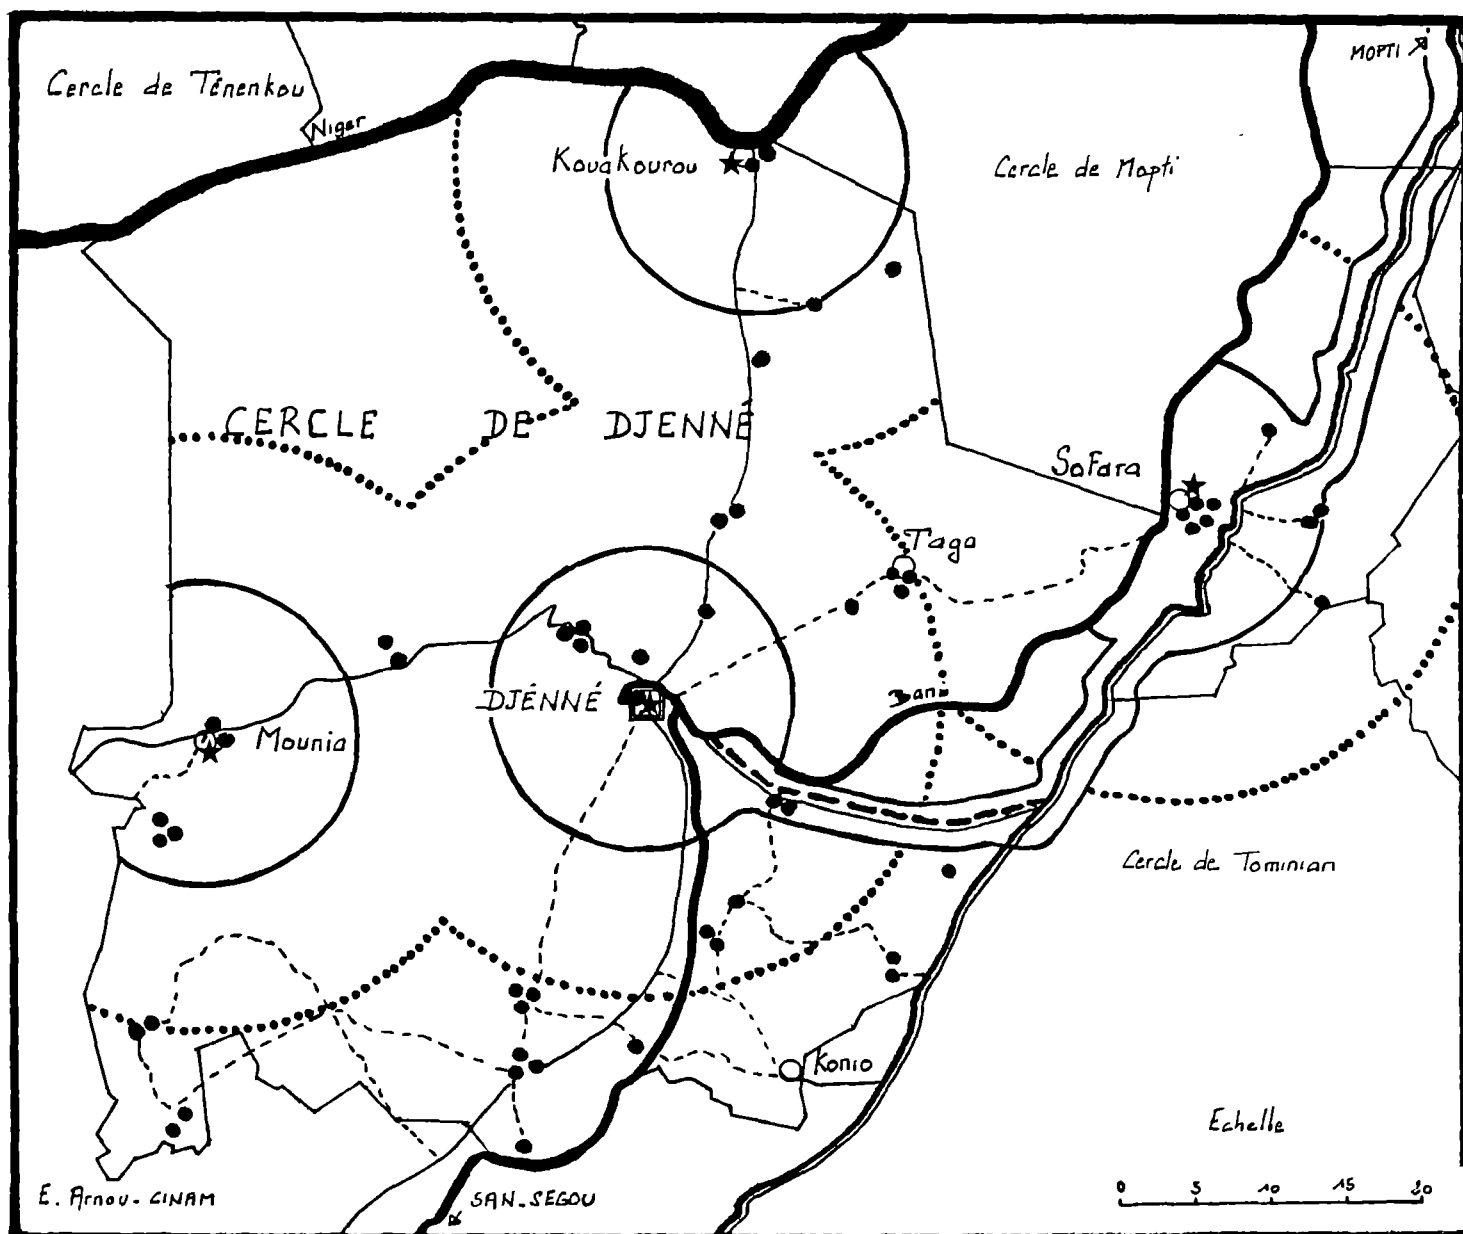 MOPTI
Cercle de Ténenkou
Niger
Kouakourou
Cercle de Mopti
CERCLE DE DJENNÉ
Sofara
Taga
DJÉNNÉ
Bani
Mounia
Cercle de Tominian
Konio
Echelle
0 5 10 15 20
E. Arnou - CINAM
SAN - SEGOU